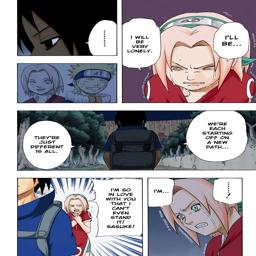 ..........
I WILL
BE VERY
LONELY.
I'LL
BE...
THEY'RE
JUST
DIFFERENT
IS ALL.
WE'RE
EACH
STARTING
OFF ON
A NEW
PATH...
I'M SO
IN LOVE
WITH YOU
THAT I
CAN'T
EVEN
STAND
IT!
SASUKE!
I'M...
...!